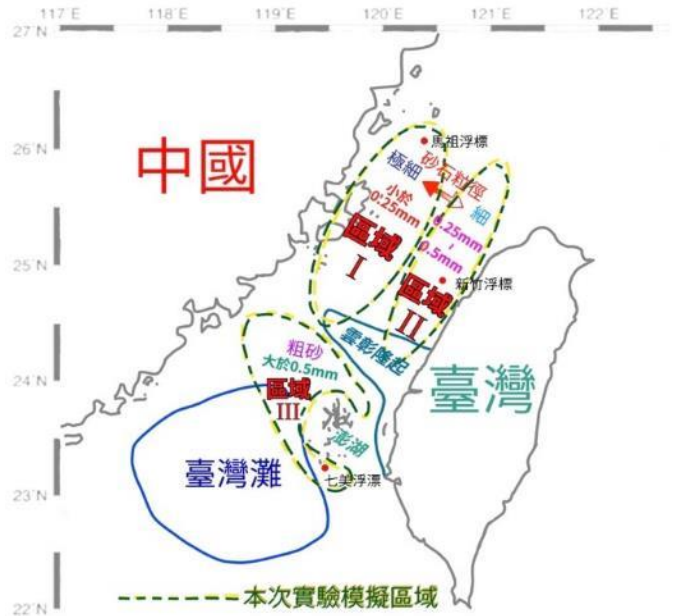 117°E 118°E 119°E 120°E 121°E 122°E
27°N
26°N
25°N
24°N
23°N
22°N
中國
馬祖浮標
極細
砂石粒徑
細
小於
0.25mm
0.25mm
-
0.5mm
區域
I
新竹浮標
區域
II
雲彰隆起
粗砂
大於0.5mm
區域
III
臺灣
澎湖
臺灣灘
七美浮漂
本次實驗模擬區域